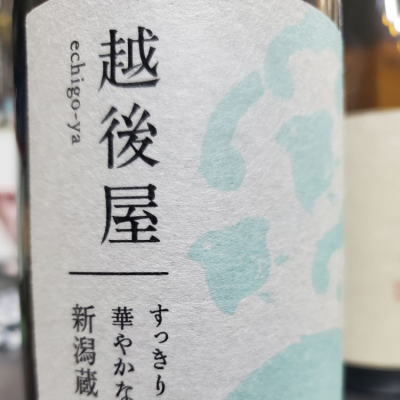 越後屋
echigo-ya
すっきり
華やかな
新潟蔵